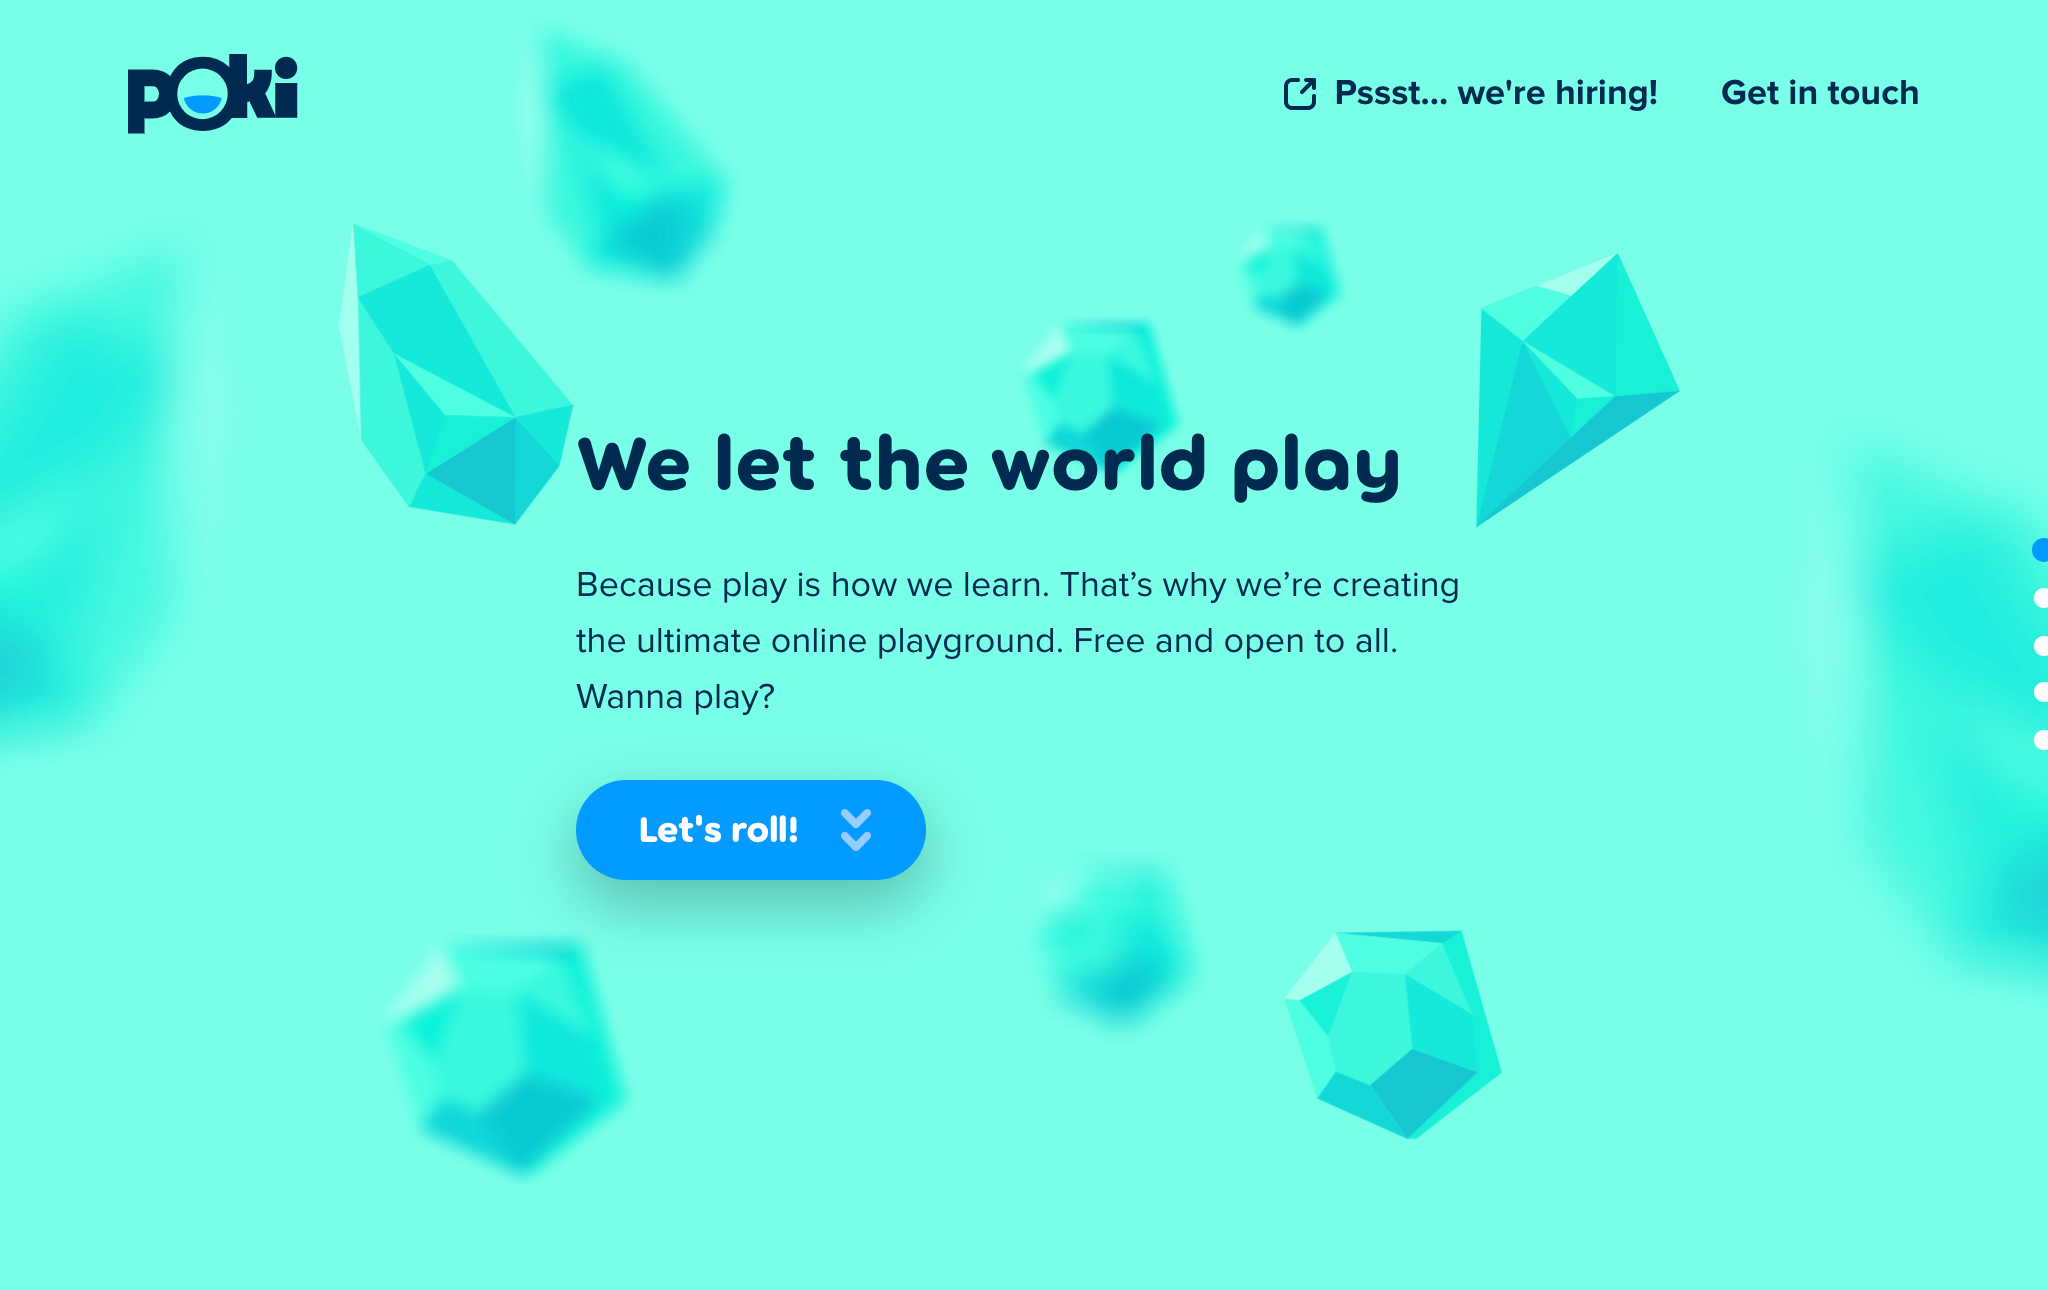 poki
Pssst... we're hiring!
Get in touch
We let the world play
Because play is how we learn. That’s why we’re creating
the ultimate online playground. Free and open to all.
Wanna play?
Let's roll!